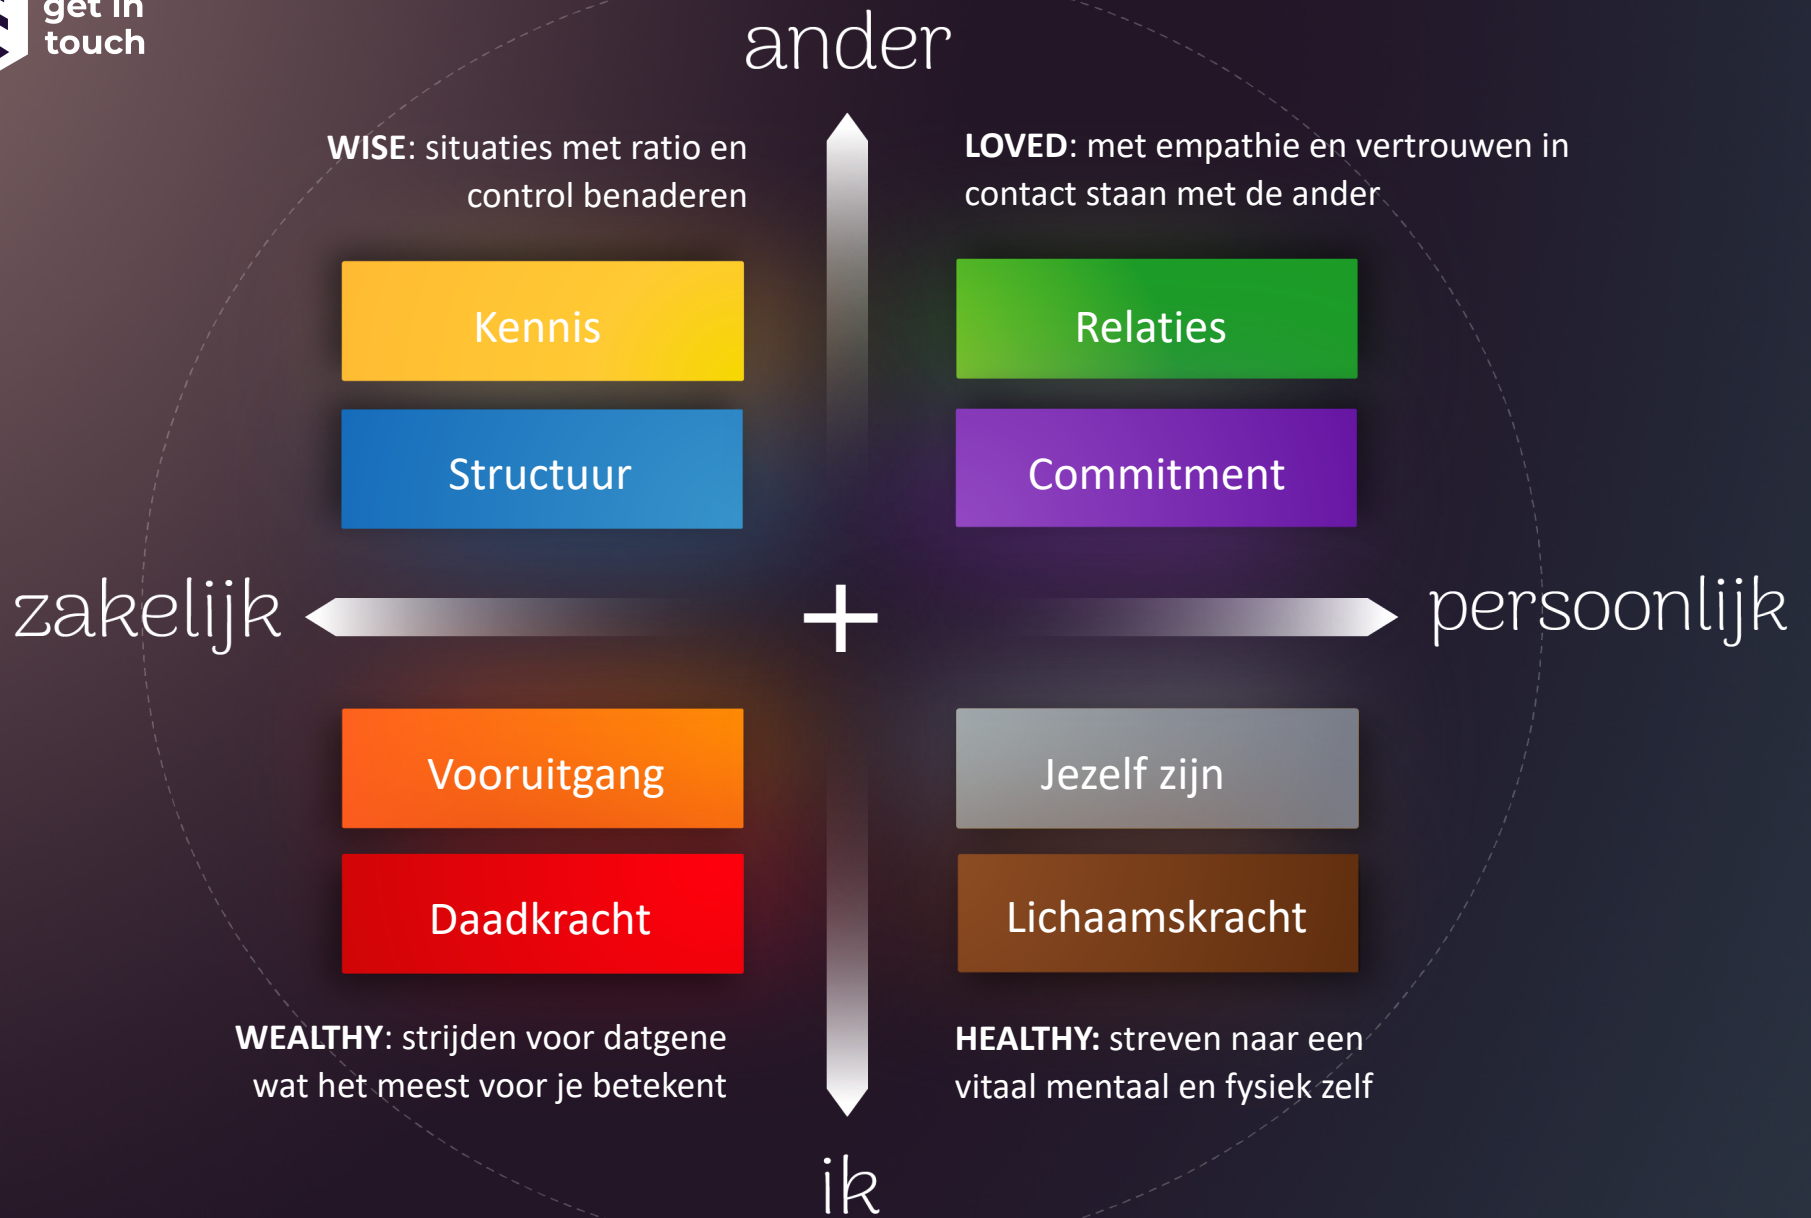 get in
touch
ander
WISE: situaties met ratio en
control benaderen
LOVED: met empathie en vertrouwen in
contact staan met de ander
Kennis
Relaties
Structuur
Commitment
zakelijk
persoonlijk
Vooruitgang
Jezelf zijn
Daadkracht
Lichaamskracht
WEALTHY: strijden voor datgene
wat het meest voor je betekent
HEALTHY: streven naar een
vitaal mentaal en fysiek zelf
ik